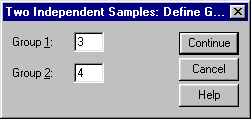 Two Independent Samples: Define G...
Group 1: 3
Continue
Group 2: 4
Cancel
Help